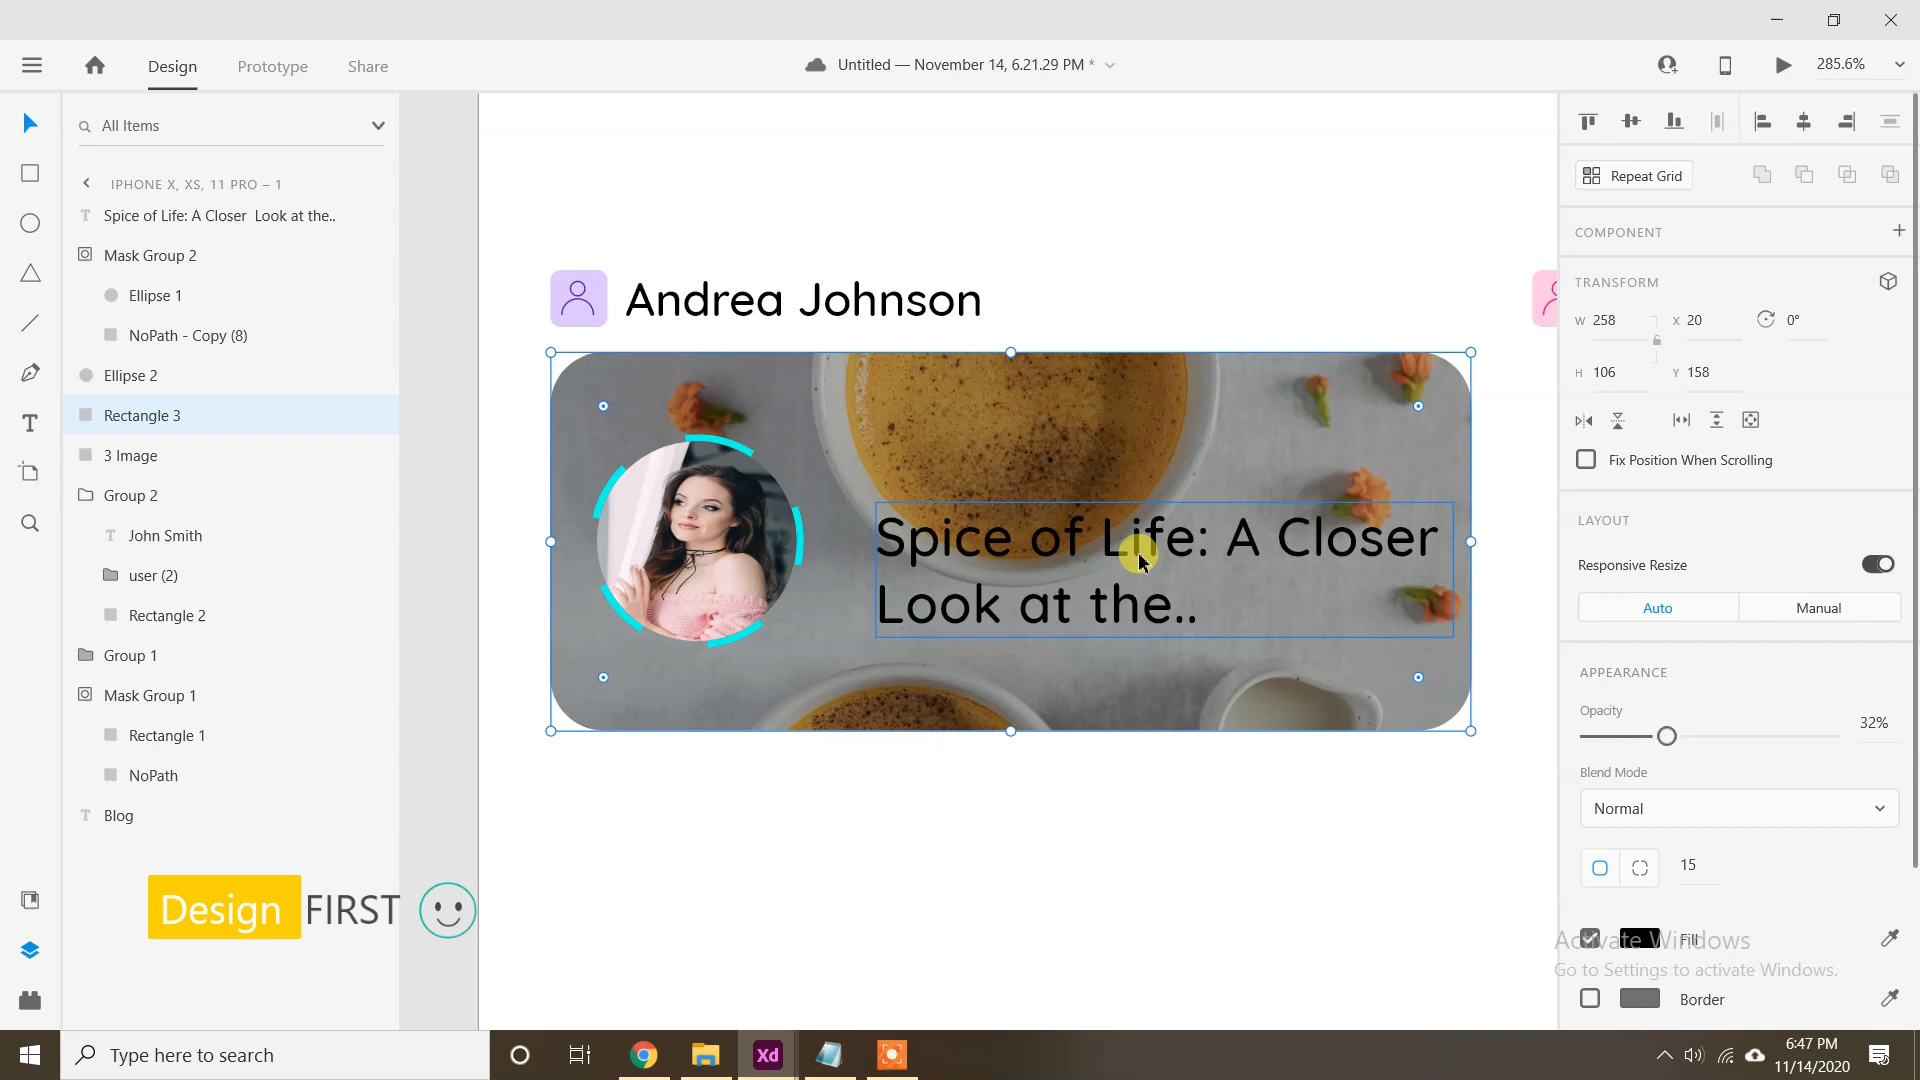 Design
Prototype
Share
Untitled — November 14, 6.21.29 PM *
285.6%
All Items
IPHONE X, XS, 11 PRO – 1
Spice of Life: A Closer  Look at the..
Mask Group 2
Ellipse 1
NoPath - Copy (8)
Ellipse 2
Rectangle 3
3 Image
Group 2
John Smith
user (2)
Rectangle 2
Group 1
Mask Group 1
Rectangle 1
NoPath
Blog
Design FIRST
Andrea Johnson
Spice of Life: A Closer
Look at the..
Repeat Grid
COMPONENT
TRANSFORM
W 258
X 20
0°
H 106
Y 158
Fix Position When Scrolling
LAYOUT
Responsive Resize
Auto
Manual
APPEARANCE
Opacity
32%
Blend Mode
Normal
15
Fill
Activate Windows
Go to Settings to activate Windows.
Border
Type here to search
Xd
6:47 PM
11/14/2020